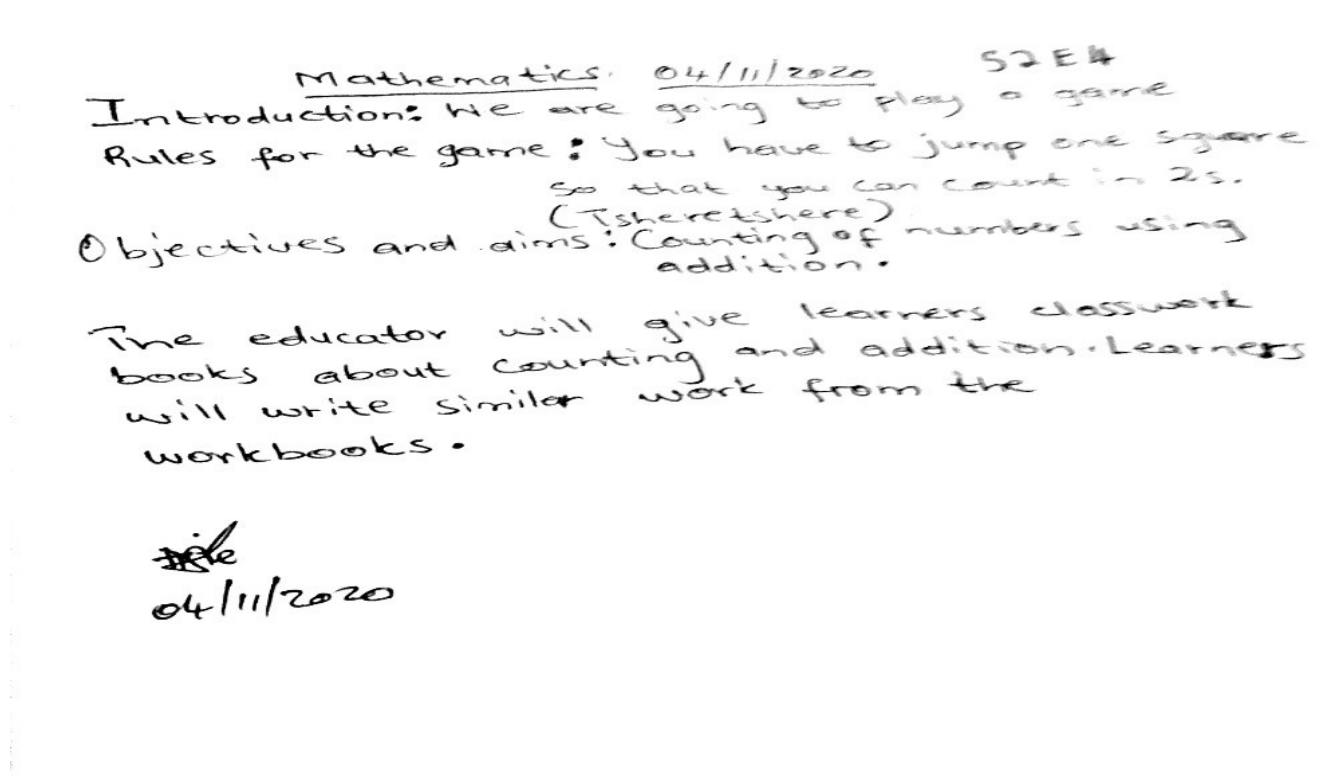 S2E4
Mathematics. 04/11/2020
Introduction: We are going to play a game
Rules for the game: You have to jump one square
so that you can count in 2s.
(Tsheretshere)
Objectives and aims: Counting of numbers using
addition.
The educator will give learners classwork
books about counting and addition. Learners
will write similar work from the
workbooks.
04/11/2020